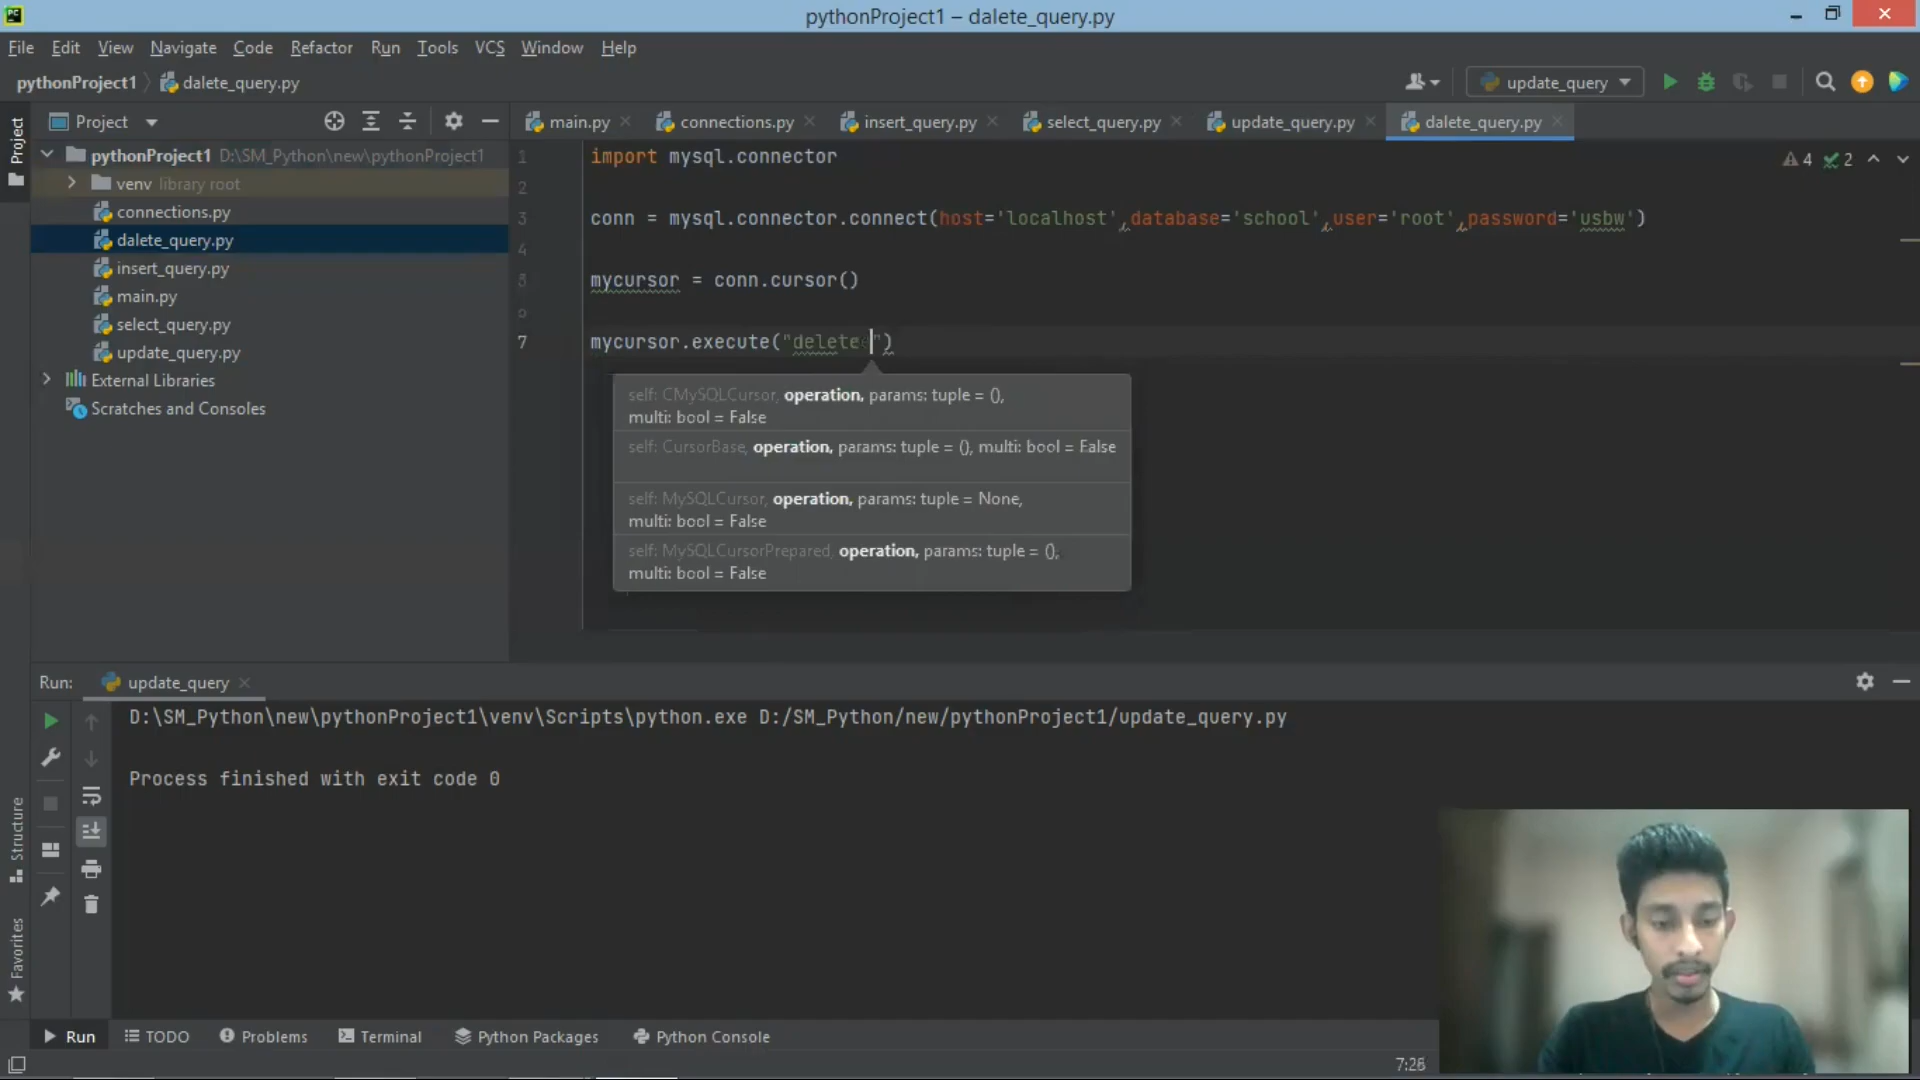 pythonProject1 – dalete_query.py
File Edit View Navigate Code Refactor Run Tools VCS Window Help
pythonProject1 dalete_query.py
update_query
Project
Project
main.py connections.py insert_query.py select_query.py update_query.py dalete_query.py
pythonProject1 D:\SM_Python\new\pythonProject1
venv library root
connections.py
dalete_query.py
insert_query.py
main.py
select_query.py
update_query.py
External Libraries
Scratches and Consoles
4 2
1 import mysql.connector
2
3 conn = mysql.connector.connect(host='localhost',database='school',user='root',password='usbw')
4
5 mycursor = conn.cursor()
6
7 mycursor.execute("delete ")
self: CMySQLCursor, operation, params: tuple = (),
multi: bool = False
self: CursorBase, operation, params: tuple = (), multi: bool = False
self: MySQLCursor, operation, params: tuple = None,
multi: bool = False
self: MySQLCursorPrepared, operation, params: tuple = (),
multi: bool = False
Run: update_query
D:\SM_Python\new\pythonProject1\venv\Scripts\python.exe D:/SM_Python/new/pythonProject1/update_query.py
Process finished with exit code 0
Structure
Favorites
Run TODO Problems Terminal Python Packages Python Console
7:26